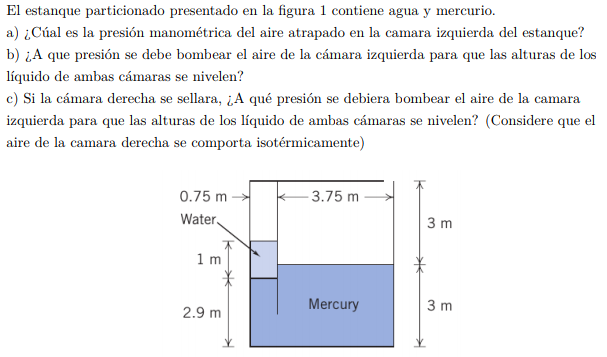 El estanque particionado presentado en la figura 1 contiene agua y mercurio.
a) ¿Cúal es la presión manométrica del aire atrapado en la camara izquierda del estanque?
b) ¿A que presión se debe bombear el aire de la cámara izquierda para que las alturas de los
líquido de ambas cámaras se nivelen?
c) Si la cámara derecha se sellara, ¿A qué presión se debiera bombear el aire de la camara
izquierda para que las alturas de los líquido de ambas cámaras se nivelen? (Considere que el
aire de la camara derecha se comporta isotérmicamente)
0.75 m
3.75 m
Water
3 m
1 m
2.9 m
Mercury
3 m